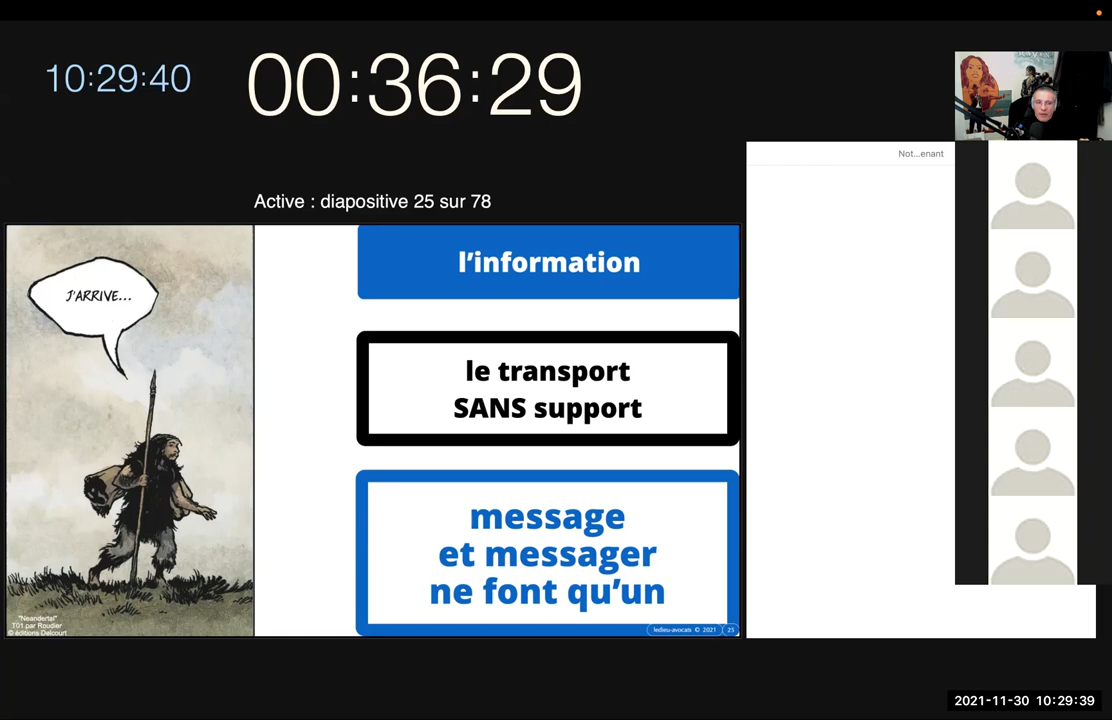 10:29:40
00:36:29
Active : diapositive 25 sur 78
Not...enant
J'ARRIVE...
l'information
le transport
SANS support
message
et messager
ne font qu'un
"Neandertal"
T01 par Roudier
© éditions Delcourt
ledieu-avocats © 2021
25
2021-11-30 10:29:39